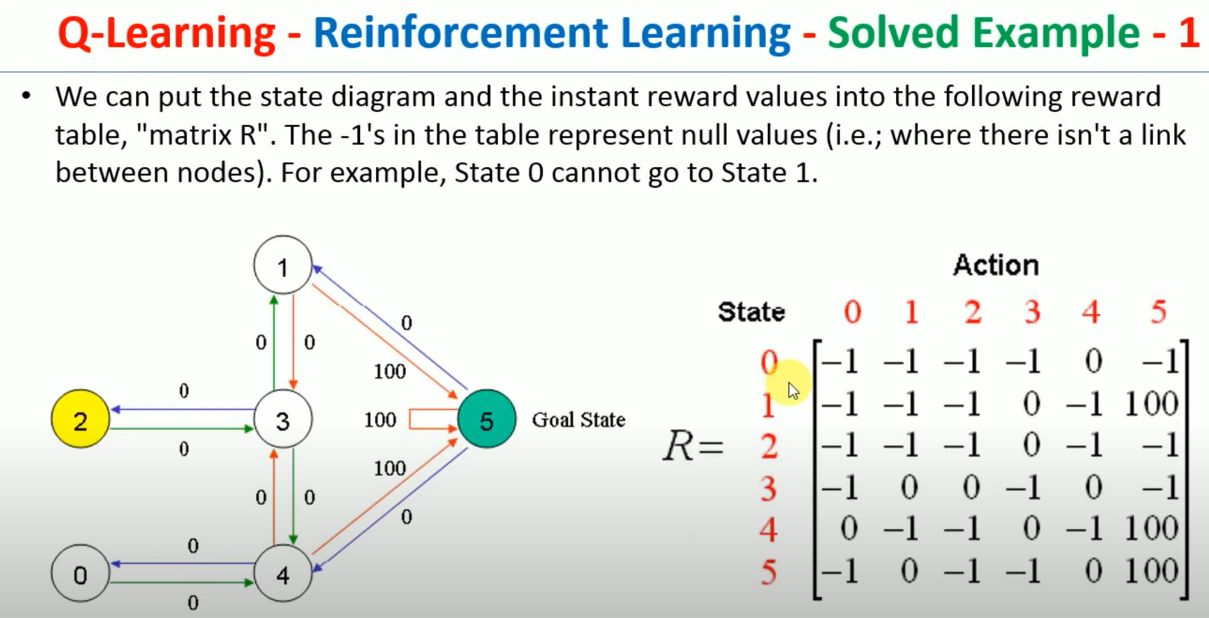 Q-Learning - Reinforcement Learning - Solved Example - 1
• We can put the state diagram and the instant reward values into the following reward
table, "matrix R". The -1's in the table represent null values (i.e.; where there isn't a link
between nodes). For example, State 0 cannot go to State 1.
1
0
0 0
100
0
2 3 100 5 Goal State
0
100
0 0
0
0
0 4
0
Action
State 0 1 2 3 4 5
0 −1 −1 −1 −1 0 −1
1 −1 −1 −1 0 −1 100
R= 2 −1 −1 −1 0 −1 −1
3 −1 0 0 −1 0 −1
4 0 −1 −1 0 −1 100
5 −1 0 −1 −1 0 100